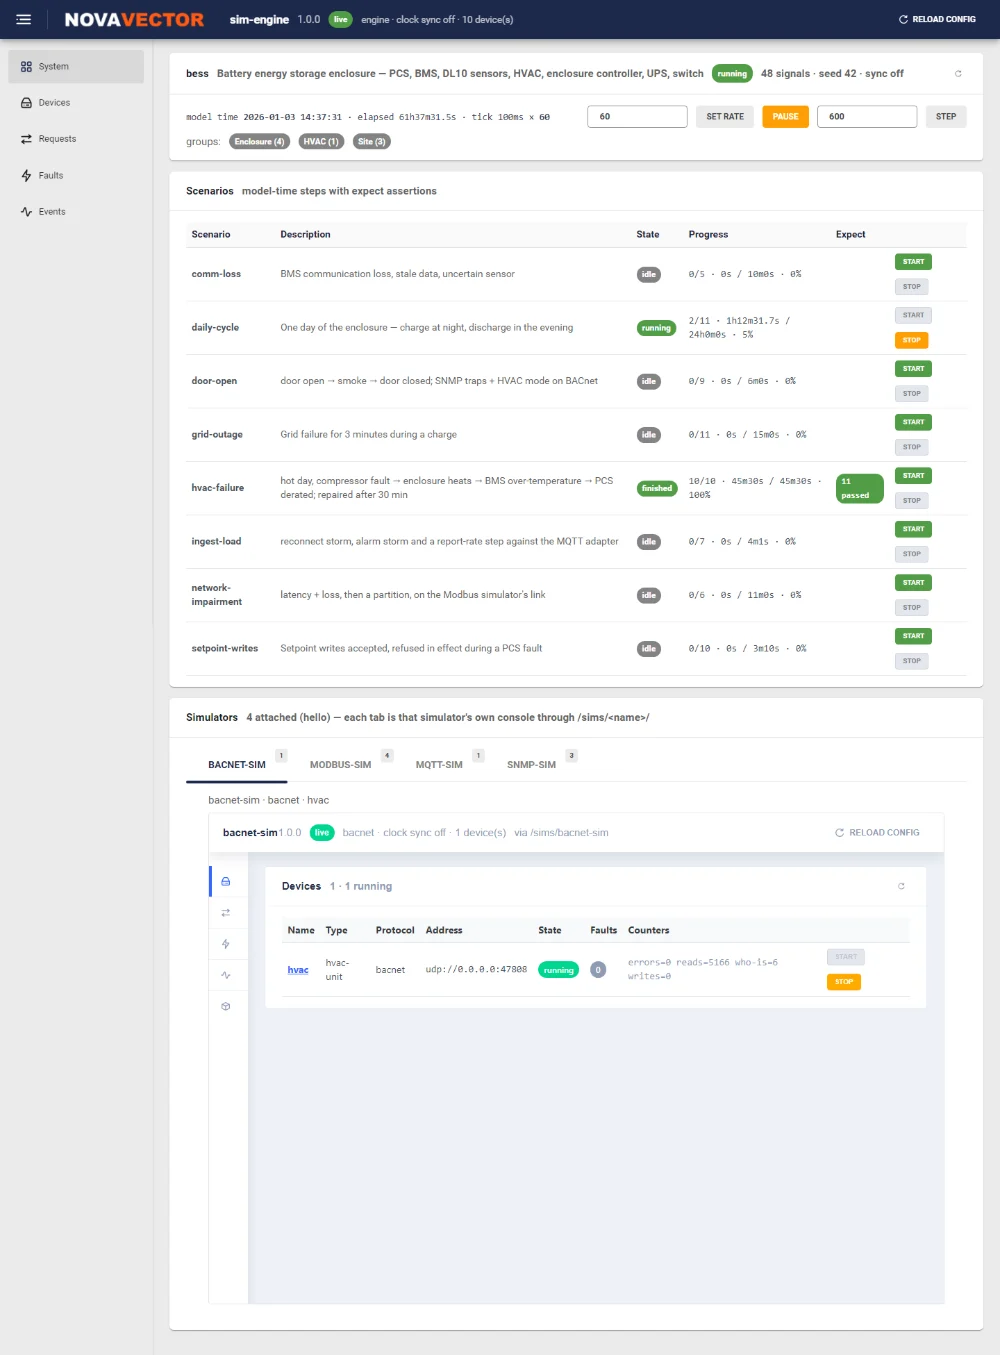 NOVAVECTOR sim-engine 1.0.0 live engine · clock sync off · 10 device(s) RELOAD CONFIG
System
Devices
Requests
Faults
Events
bess Battery energy storage enclosure — PCS, BMS, DL10 sensors, HVAC, enclosure controller, UPS, switch running 48 signals · seed 42 · sync off
model time 2026-01-03 14:37:31 · elapsed 61h37m31.5s · tick 100ms x 60 60 SET RATE PAUSE 600 STEP
groups: Enclosure (4) HVAC (1) Site (3)
Scenarios model-time steps with expect assertions
Scenario Description State Progress Expect
comm-loss BMS communication loss, stale data, uncertain sensor idle 0/5 · 0s / 10m0s · 0% START
STOP
daily-cycle One day of the enclosure — charge at night, discharge in the evening running 2/11 · 1h12m31.7s / START
24h0m0s · 5% STOP
door-open door open → smoke → door closed; SNMP traps + HVAC mode on BACnet idle 0/9 · 0s / 6m0s · 0% START
STOP
grid-outage Grid failure for 3 minutes during a charge idle 0/11 · 0s / 15m0s · 0% START
STOP
hvac-failure hot day, compressor fault → enclosure heats → BMS over-temperature → PCS finished 10/10 · 45m30s / 45m30s · 11 START
derated; repaired after 30 min 100% passed STOP
ingest-load reconnect storm, alarm storm and a report-rate step against the MQTT adapter idle 0/7 · 0s / 4m1s · 0% START
STOP
network- START
impairment latency + loss, then a partition, on the Modbus simulator's link idle 0/6 · 0s / 11m0s · 0% STOP
setpoint-writes Setpoint writes accepted, refused in effect during a PCS fault idle 0/10 · 0s / 3m10s · 0% START
STOP
Simulators 4 attached (hello) — each tab is that simulator's own console through /sims/<name>/
BACNET-SIM 1 MODBUS-SIM 4 MQTT-SIM 1 SNMP-SIM 3
bacnet-sim · bacnet · hvac
bacnet-sim 1.0.0 live bacnet · clock sync off · 1 device(s) via /sims/bacnet-sim RELOAD CONFIG
Devices 1 · 1 running
Name Type Protocol Address State Faults Counters
hvac hvac- bacnet udp://0.0.0.0:47808 running 0 errors=0 reads=5166 who-is=6 START
unit writes=0 STOP